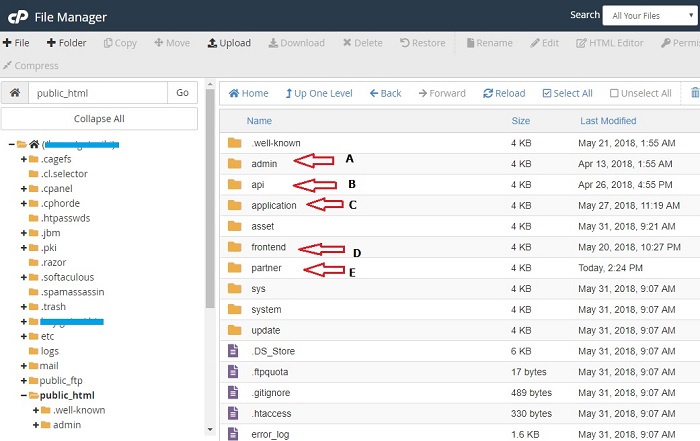 cP File Manager Search All Your Files
+ File + Folder Copy Move Upload Download Delete Restore Rename Edit HTML Editor Permi
Compress
public_html Go
Collapse All
.cagefs
.cl.selector
.cpanel
.cphorde
.htpasswds
.jbm
.pki
.razor
.softaculous
.spamassassin
.trash
etc
logs
mail
public_ftp
public_html
.well-known
admin
Home Up One Level Back Forward Reload Select All Unselect All
Name Size Last Modified
.well-known 4 KB May 21, 2018, 1:55 AM
admin A 4 KB Apr 13, 2018, 1:55 AM
api B 4 KB Apr 26, 2018, 4:55 PM
application C 4 KB May 27, 2018, 11:19 AM
asset 4 KB May 31, 2018, 9:21 AM
frontend D 4 KB May 20, 2018, 10:27 PM
partner E 4 KB Today, 2:24 PM
sys 4 KB May 31, 2018, 9:07 AM
system 4 KB May 31, 2018, 9:07 AM
update 4 KB May 31, 2018, 9:07 AM
.DS_Store 6 KB May 31, 2018, 9:07 AM
.ftpquota 17 bytes May 31, 2018, 9:07 AM
.gitignore 489 bytes May 31, 2018, 9:07 AM
.htaccess 330 bytes May 31, 2018, 9:07 AM
error_log 1.6 KB May 31, 2018, 9:07 AM